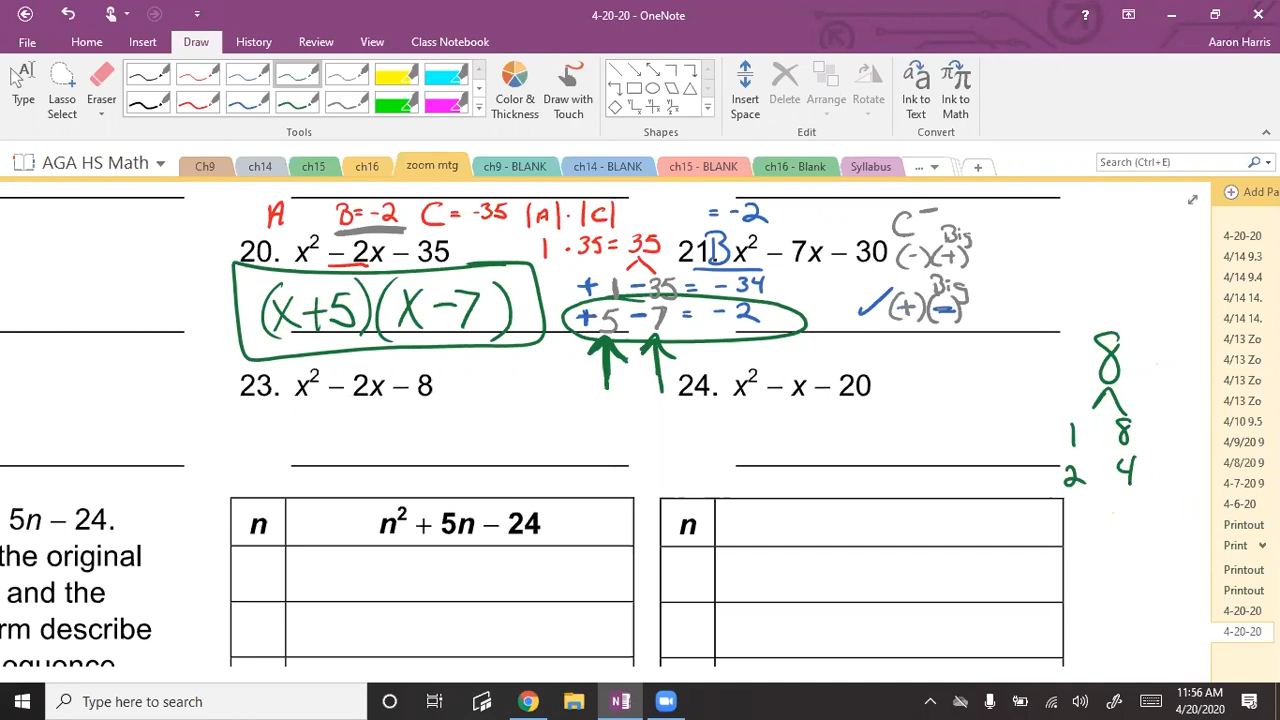 4-20-20 - OneNote
Aaron Harris
File Home Insert Draw History Review View Class Notebook
Type
Lasso Select
Eraser
Color & Thickness
Draw with Touch
Insert Space
Delete
Arrange
Rotate
Ink to Text
Ink to Math
Tools
Shapes
Edit
Convert
AGA HS Math
Ch9 ch14 ch15 ch16 zoom mtg ch9 - BLANK ch14 - BLANK ch15 - BLANK ch16 - Blank Syllabus ...
Search (Ctrl+E)
A B=-2 C = -35 |A|·|C| = -2 C -
1 · 35 = 35
Big
(-)(+)
20. x² – 2x – 35
21. B x² – 7x – 30
+ 1 - 35 = - 34
Big
(x+5)(x-7)
+ 5 - 7 = - 2
(+)(-)
23. x² – 2x – 8
24. x² – x – 20
8
1 8
2 4
5n – 24.
the original
and the
rm describe
equence
n n² + 5n – 24
n
Add Pa
4-20-20
4/14 9.3
4/14 9.4
4/14 14.
4/14 14.
4/13 Zo
4/13 Zo
4/13 Zo
4/13 Zo
4/10 9.5
4/9/20 9
4/8/20 9
4-7-20 9
4-6-20
Printout
Print
Printout
Printout
4-20-20
4-20-20
Type here to search
11:56 AM
4/20/2020